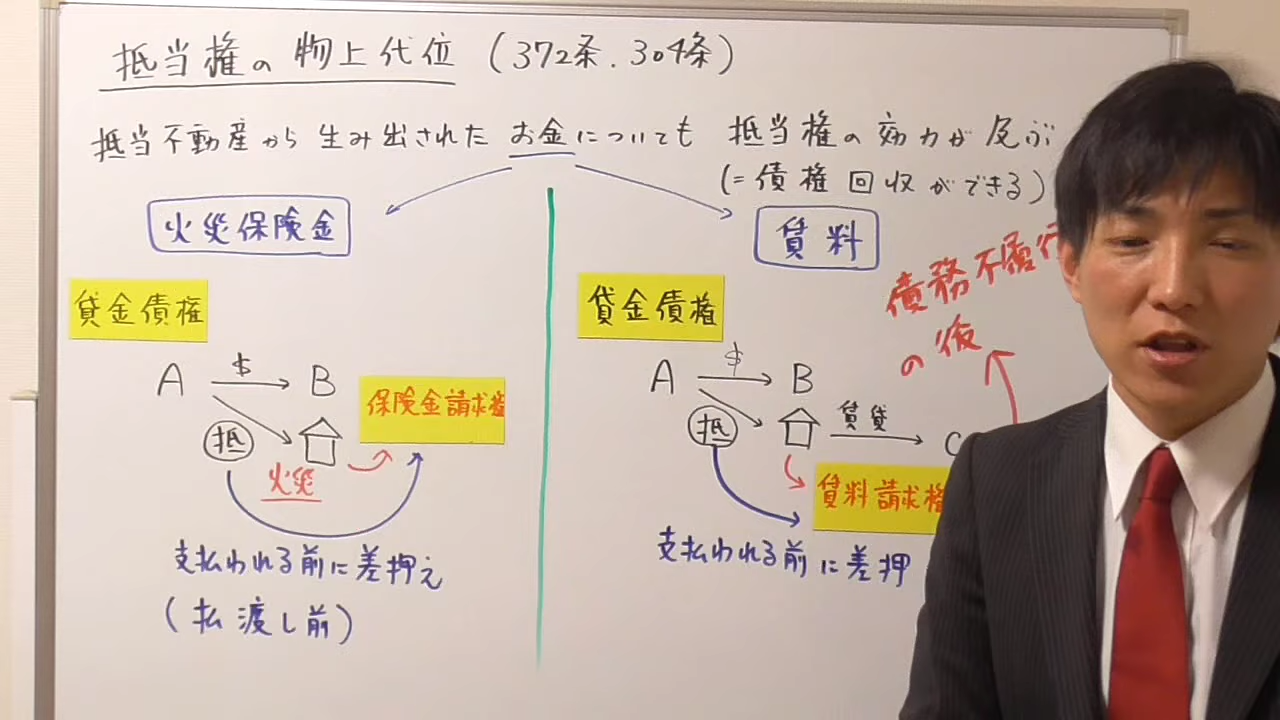 抵当権の物上代位 (372条.304条)
抵当不動産から生み出されたお金についても 抵当権の効力が及ぶ
(=債権回収ができる)
火災保険金
貸金債権
A $ B
保険金請求権
抵
火災
支払われる前に差押え
(払渡し前)
賃料
債務不履行
の後
貸金債権
A $ B
賃貸
C
抵
賃料請求権
支払われる前に差押